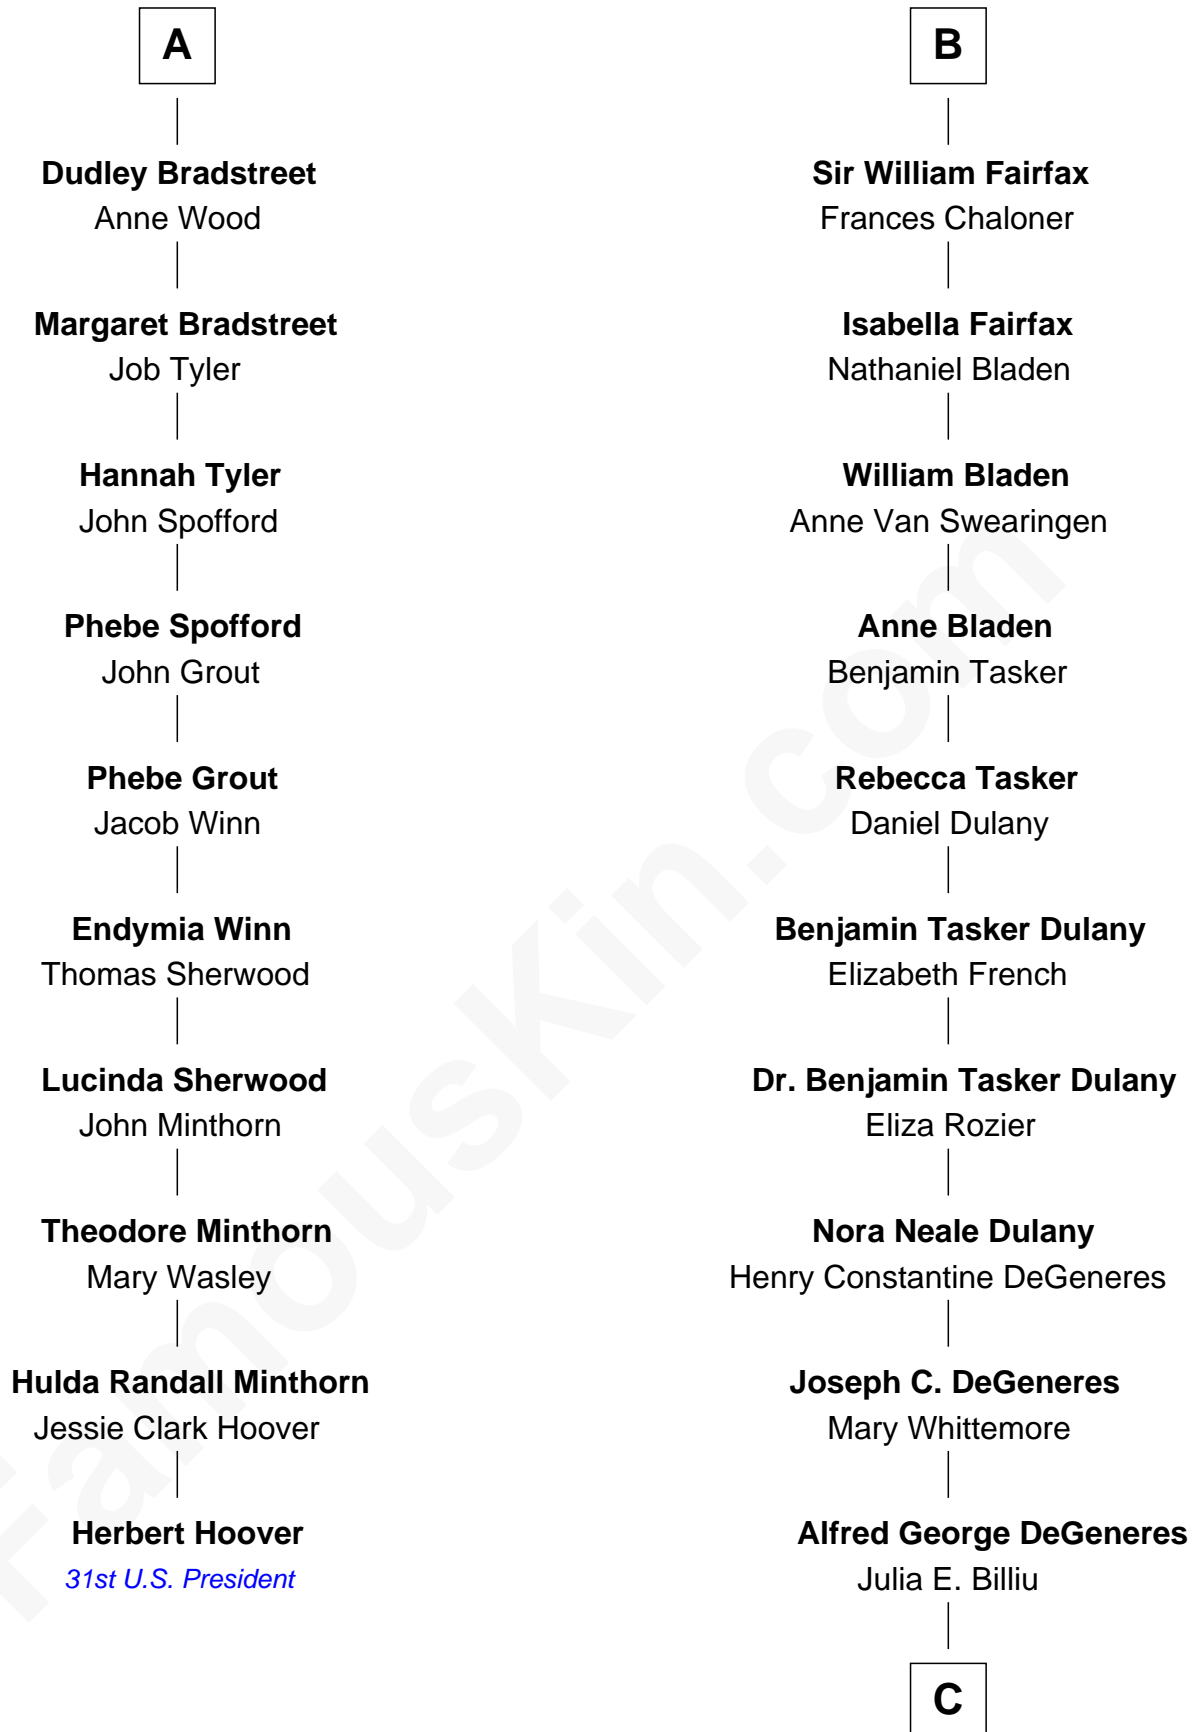 A
Dudley Bradstreet
Anne Wood
Margaret Bradstreet
Job Tyler
Hannah Tyler
John Spofford
Phebe Spofford
John Grout
Phebe Grout
Jacob Winn
Endymia Winn
Thomas Sherwood
Lucinda Sherwood
John Minthorn
Theodore Minthorn
Mary Wasley
Hulda Randall Minthorn
Jessie Clark Hoover
Herbert Hoover
31st U.S. President
B
Sir William Fairfax
Frances Chaloner
Isabella Fairfax
Nathaniel Bladen
William Bladen
Anne Van Swearingen
Anne Bladen
Benjamin Tasker
Rebecca Tasker
Daniel Dulany
Benjamin Tasker Dulany
Elizabeth French
Dr. Benjamin Tasker Dulany
Eliza Rozier
Nora Neale Dulany
Henry Constantine DeGeneres
Joseph C. DeGeneres
Mary Whittemore
Alfred George DeGeneres
Julia E. Billiu
C
FamousKin.com